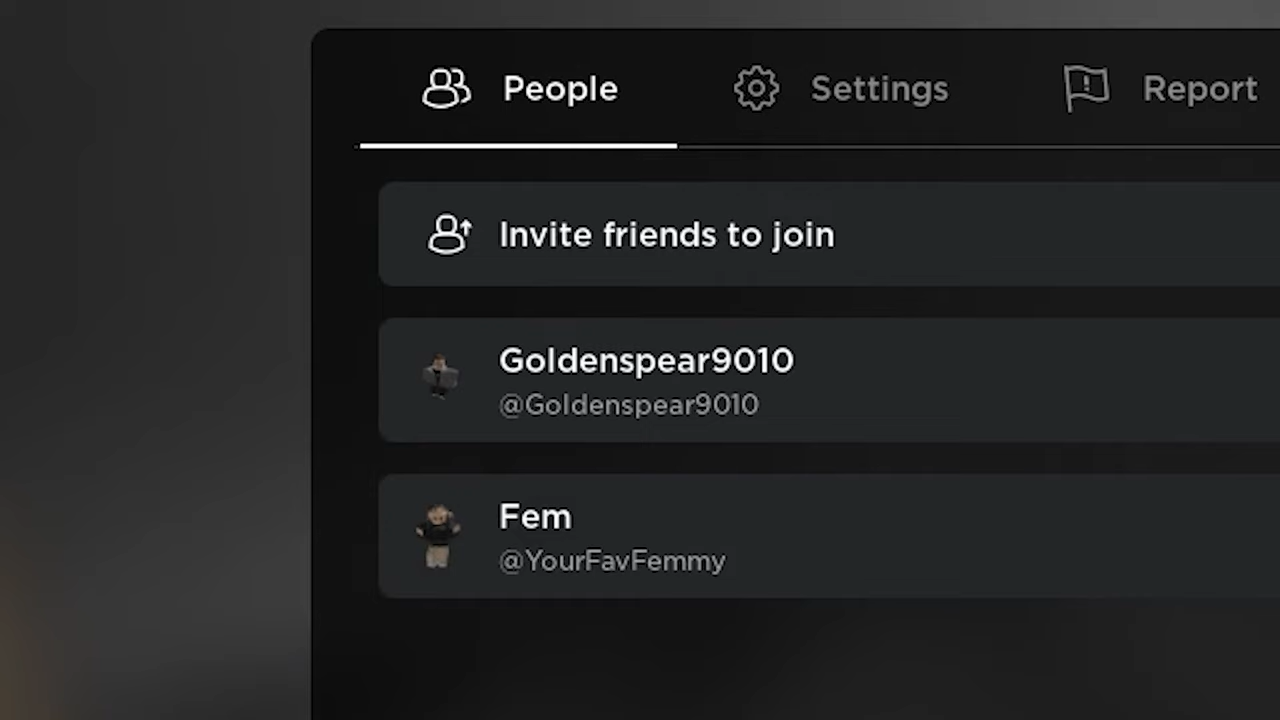 People Settings Report
Invite friends to join
Goldenspear9010
@Goldenspear9010
Fem
@YourFavFemmy